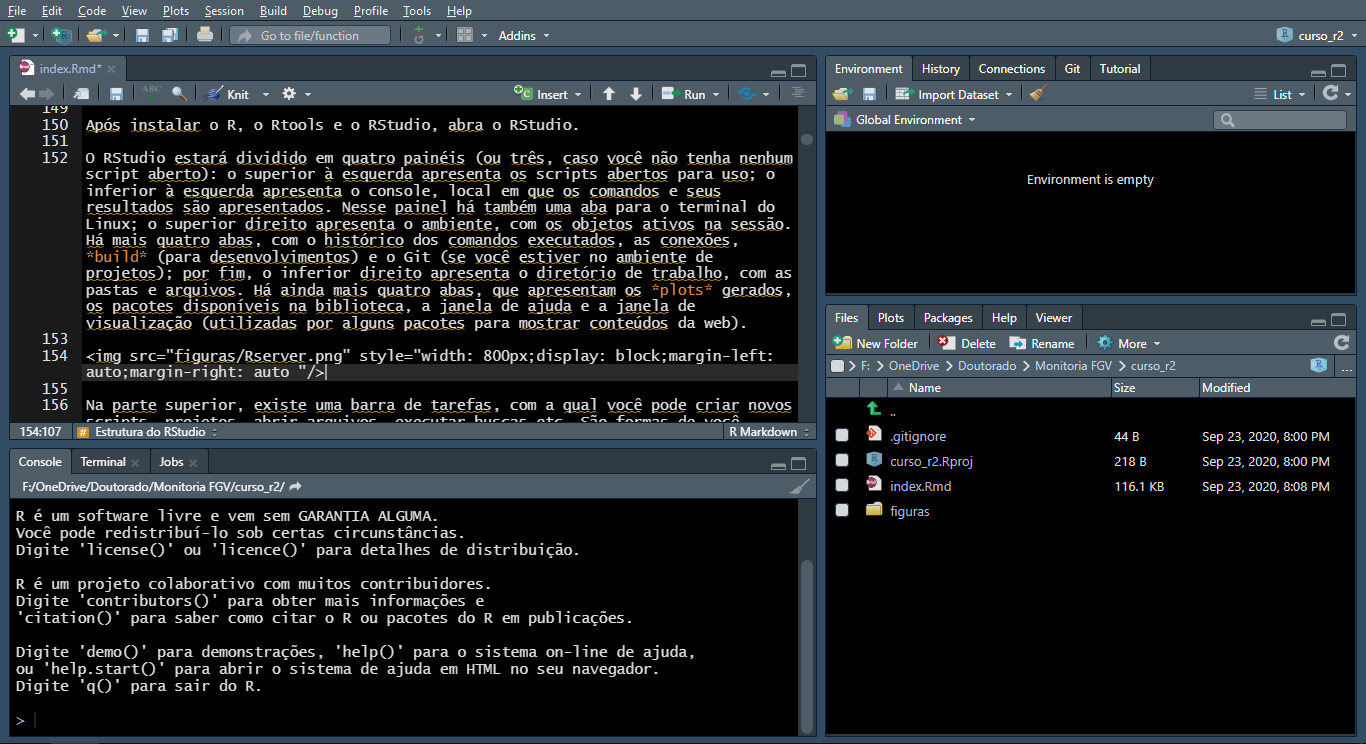 File Edit Code View Plots Session Build Debug Profile Tools Help
Go to file/function Addins curso_r2
index.Rmd*
ABC Knit Insert Run
149
150 Após instalar o R, o Rtools e o RStudio, abra o RStudio.
151
152 O RStudio estará dividido em quatro painéis (ou três, caso você não tenha nenhum
script aberto): o superior à esquerda apresenta os scripts abertos para uso; o
inferior à esquerda apresenta o console, local em que os comandos e seus
resultados são apresentados. Nesse painel há também uma aba para o terminal do
Linux; o superior direito apresenta o ambiente, com os objetos ativos na sessão.
Há mais quatro abas, com o histórico dos comandos executados, as conexões,
*build* (para desenvolvimentos) e o Git (se você estiver no ambiente de
projetos); por fim, o inferior direito apresenta o diretório de trabalho, com as
pastas e arquivos. Há ainda mais quatro abas, que apresentam os *plots* gerados,
os pacotes disponíveis na biblioteca, a janela de ajuda e a janela de
visualização (utilizadas por alguns pacotes para mostrar conteúdos da web).
153
154 <img src="figuras/Rserver.png" style="width: 800px;display: block;margin-left:
auto;margin-right: auto "/>
155
156 Na parte superior, existe uma barra de tarefas, com a qual você pode criar novos
scripts, projetos, abrir arquivos, executar buscas etc. São formas de você
154:107 # Estrutura do RStudio R Markdown
Console Terminal Jobs
F:/OneDrive/Doutorado/Monitoria FGV/curso_r2/
R é um software livre e vem sem GARANTIA ALGUMA.
Você pode redistribuí-lo sob certas circunstâncias.
Digite 'license()' ou 'licence()' para detalhes de distribuição.
R é um projeto colaborativo com muitos contribuidores.
Digite 'contributors()' para obter mais informações e
'citation()' para saber como citar o R ou pacotes do R em publicações.
Digite 'demo()' para demonstrações, 'help()' para o sistema on-line de ajuda,
ou 'help.start()' para abrir o sistema de ajuda em HTML no seu navegador.
Digite 'q()' para sair do R.
>
Environment History Connections Git Tutorial
Import Dataset List
Global Environment
Environment is empty
Files Plots Packages Help Viewer
New Folder Delete Rename More
F: OneDrive Doutorado Monitoria FGV curso_r2 ...
Name Size Modified
..
.gitignore 44 B Sep 23, 2020, 8:00 PM
curso_r2.Rproj 218 B Sep 23, 2020, 8:00 PM
index.Rmd 116.1 KB Sep 23, 2020, 8:08 PM
figuras